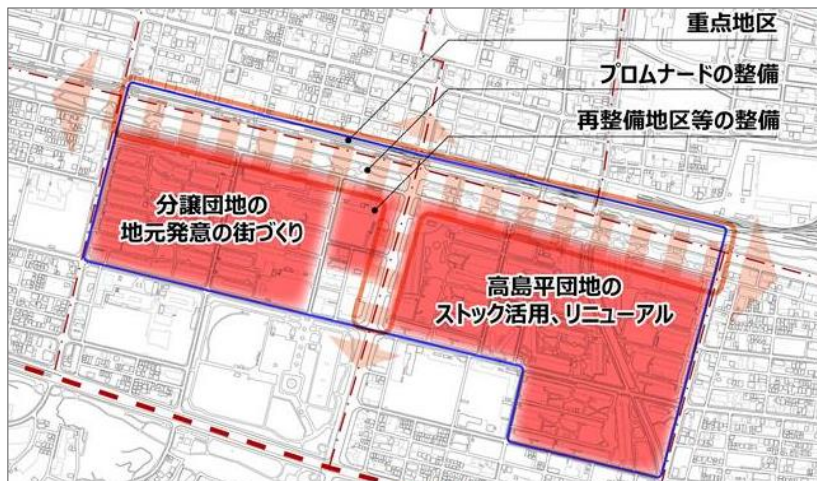 重点地区
プロムナードの整備
再整備地区等の整備
分譲団地の
地元発意の街づくり
高島平団地の
ストック活用、リニューアル